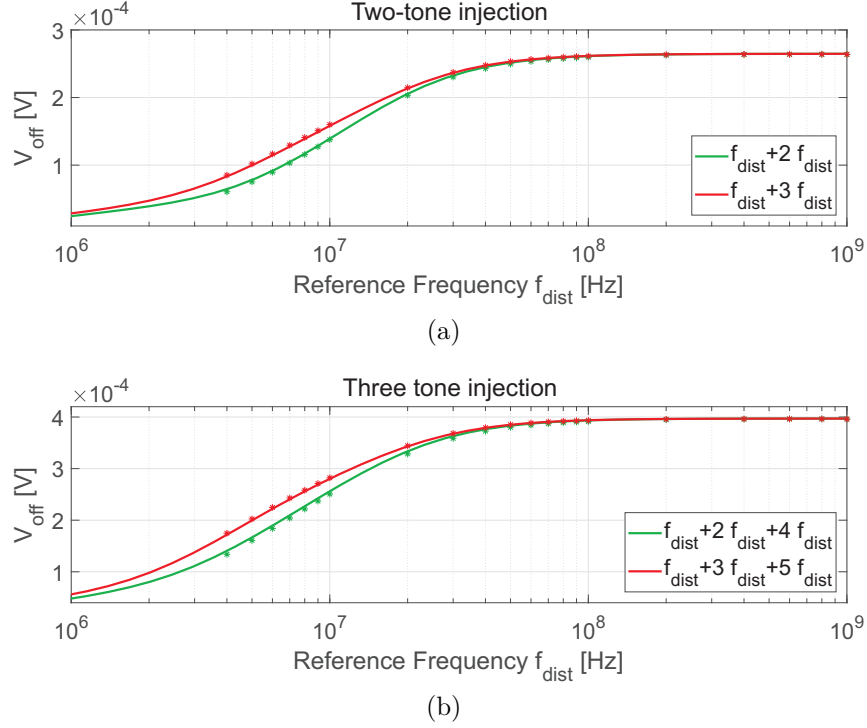 Two-tone injection
×10⁻⁴
3
2
1
V_off [V]
f_dist+2 f_dist
f_dist+3 f_dist
10⁶ 10⁷ 10⁸ 10⁹
Reference Frequency f_dist [Hz]
(a)
Three tone injection
×10⁻⁴
4
3
2
1
V_off [V]
f_dist+2 f_dist+4 f_dist
f_dist+3 f_dist+5 f_dist
10⁶ 10⁷ 10⁸ 10⁹
Reference Frequency f_dist [Hz]
(b)